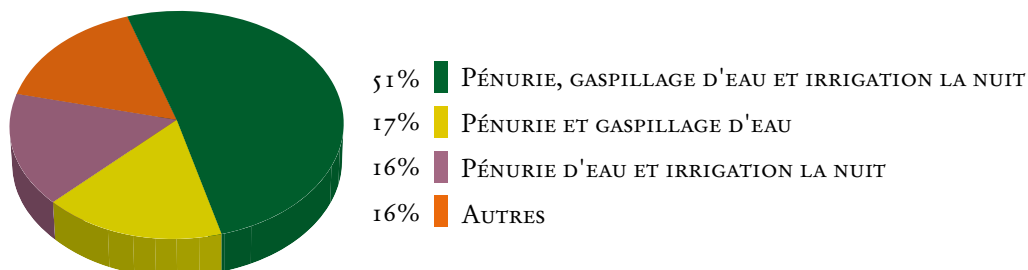 51% Pénurie, gaspillage d'eau et irrigation la nuit
17% Pénurie et gaspillage d'eau
16% Pénurie d'eau et irrigation la nuit
16% Autres